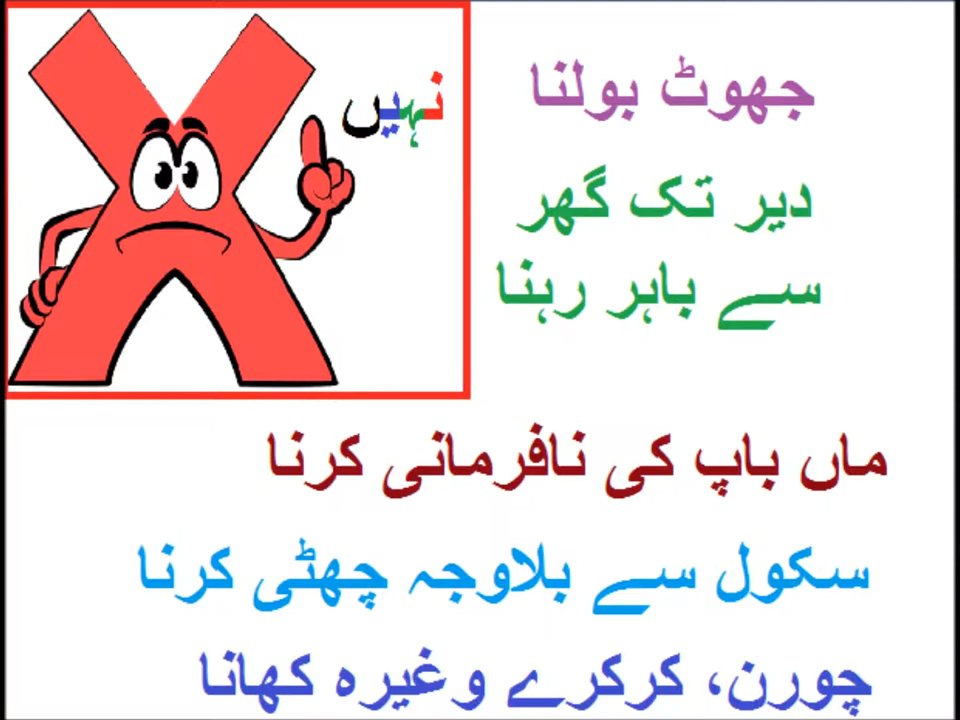 نہیں
جھوٹ بولنا
دیر تک گھر
سے باہر رہنا
ماں باپ کی نافرمانی کرنا
سکول سے بلاوجہ چھٹی کرنا
چورن، کرکرے وغیرہ کھانا